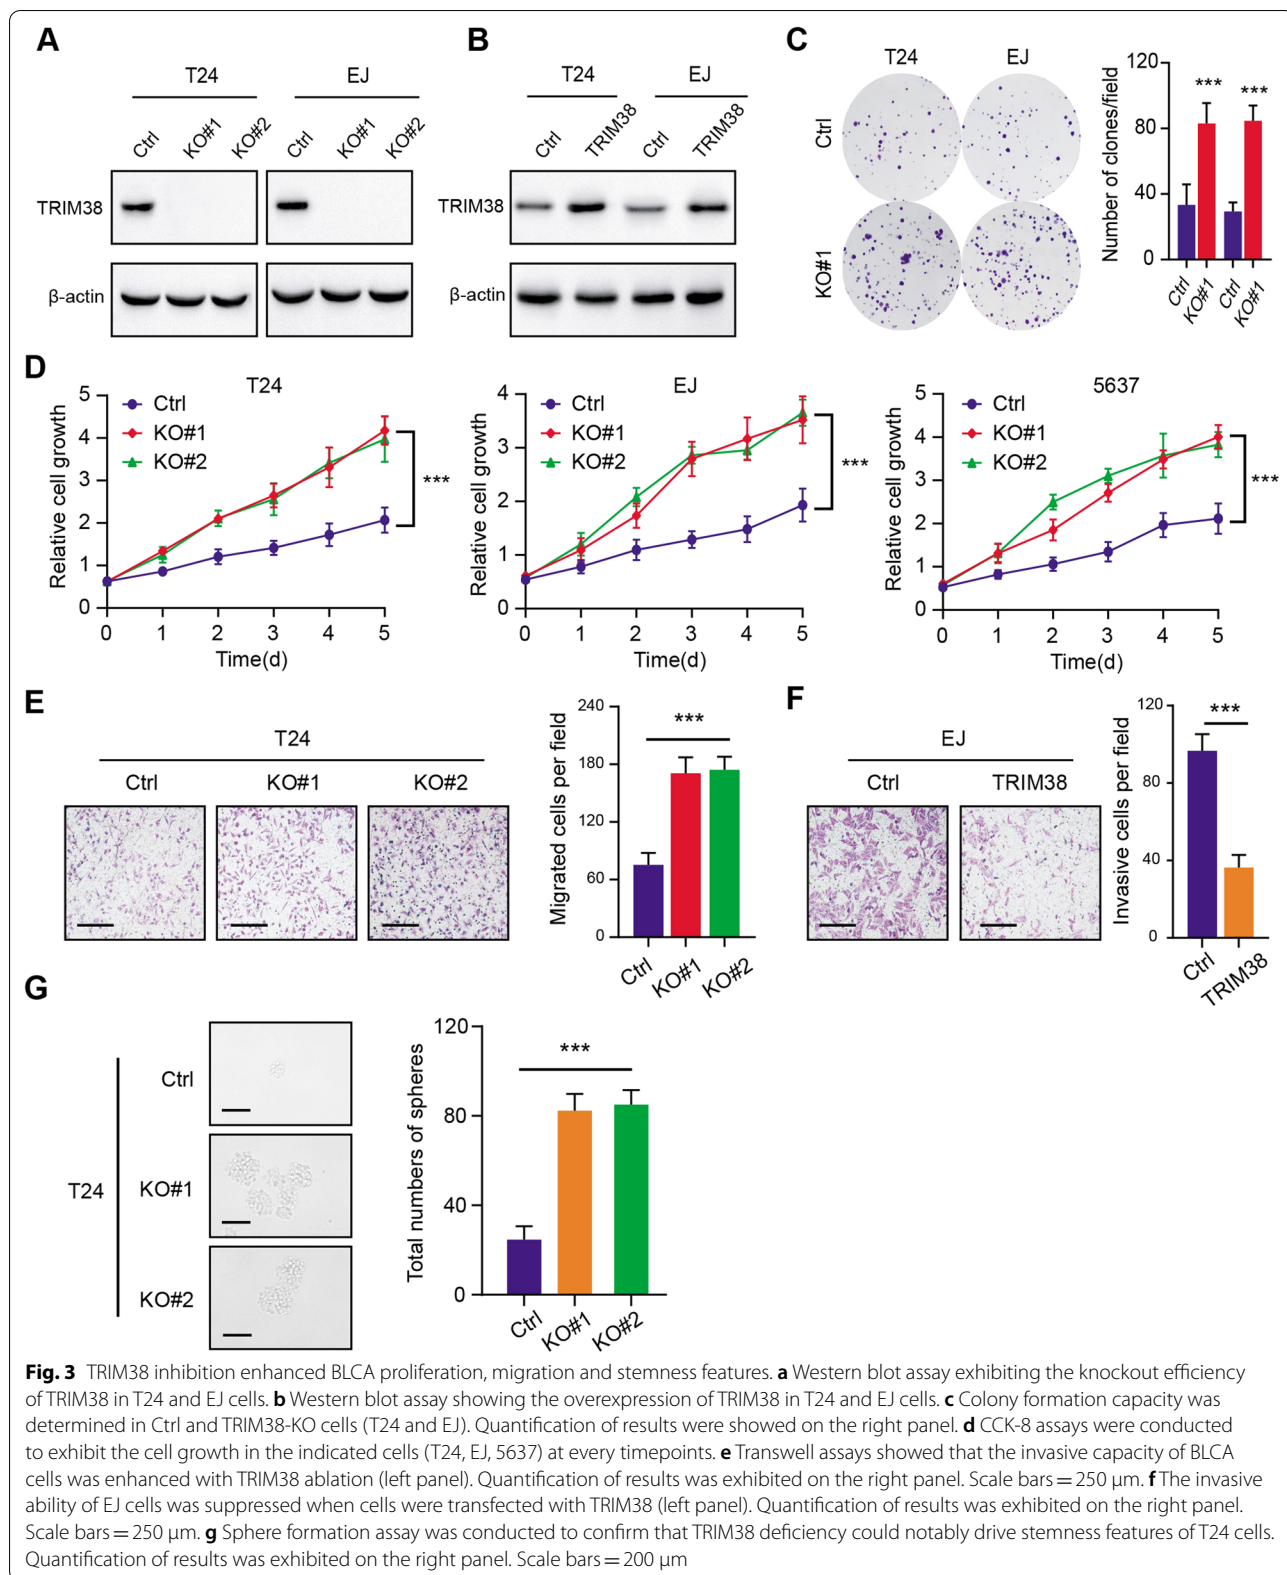 A
T24
EJ
Ctrl
KO#1
KO#2
Ctrl
KO#1
KO#2
TRIM38
β-actin
B
T24
EJ
Ctrl
TRIM38
Ctrl
TRIM38
TRIM38
β-actin
C
T24
EJ
Ctrl
KO#1
Number of clones/field
120
80
40
0
***
***
Ctrl
KO#1
Ctrl
KO#1
D
T24
Relative cell growth
5
4
3
2
1
0
Ctrl
KO#1
KO#2
***
0 1 2 3 4 5
Time(d)
EJ
Relative cell growth
4
3
2
1
0
Ctrl
KO#1
KO#2
***
0 1 2 3 4 5
Time(d)
5637
Relative cell growth
5
4
3
2
1
0
Ctrl
KO#1
KO#2
***
0 1 2 3 4 5
Time(d)
E
T24
Ctrl
KO#1
KO#2
Migrated cells per field
240
180
120
60
0
***
Ctrl
KO#1
KO#2
F
EJ
Ctrl
TRIM38
Invasive cells per field
120
80
40
0
***
Ctrl
TRIM38
G
T24
Ctrl
KO#1
KO#2
Total numbers of spheres
120
80
40
0
***
Ctrl
KO#1
KO#2
Fig. 3 TRIM38 inhibition enhanced BLCA proliferation, migration and stemness features. a Western blot assay exhibiting the knockout efficiency
of TRIM38 in T24 and EJ cells. b Western blot assay showing the overexpression of TRIM38 in T24 and EJ cells. c Colony formation capacity was
determined in Ctrl and TRIM38-KO cells (T24 and EJ). Quantification of results were showed on the right panel. d CCK-8 assays were conducted
to exhibit the cell growth in the indicated cells (T24, EJ, 5637) at every timepoints. e Transwell assays showed that the invasive capacity of BLCA
cells was enhanced with TRIM38 ablation (left panel). Quantification of results was exhibited on the right panel. Scale bars = 250 μm. f The invasive
ability of EJ cells was suppressed when cells were transfected with TRIM38 (left panel). Quantification of results was exhibited on the right panel.
Scale bars = 250 μm. g Sphere formation assay was conducted to confirm that TRIM38 deficiency could notably drive stemness features of T24 cells.
Quantification of results was exhibited on the right panel. Scale bars = 200 μm